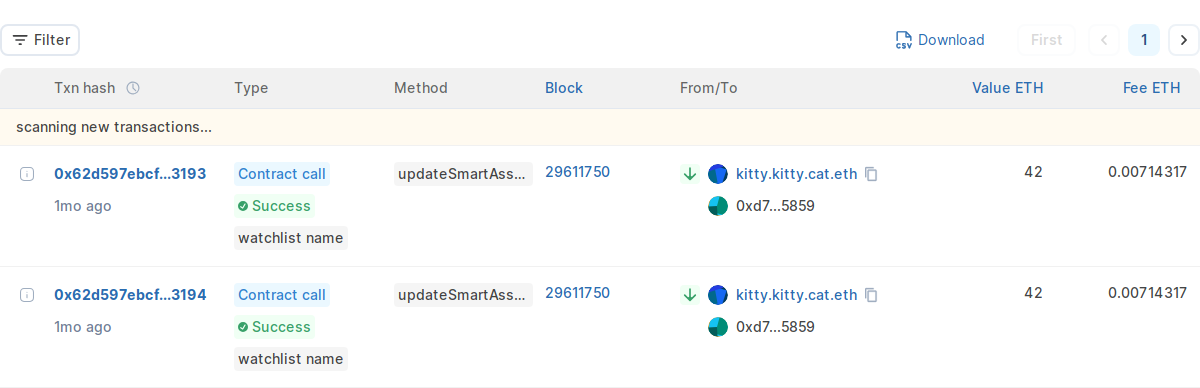 Filter
CSV Download First 1
Txn hash Type Method Block From/To Value ETH Fee ETH
scanning new transactions...
0x62d597ebcf...3193 Contract call updateSmartAss... 29611750 kitty.kitty.cat.eth 42 0.00714317
1mo ago Success 0xd7...5859
watchlist name
0x62d597ebcf...3194 Contract call updateSmartAss... 29611750 kitty.kitty.cat.eth 42 0.00714317
1mo ago Success 0xd7...5859
watchlist name